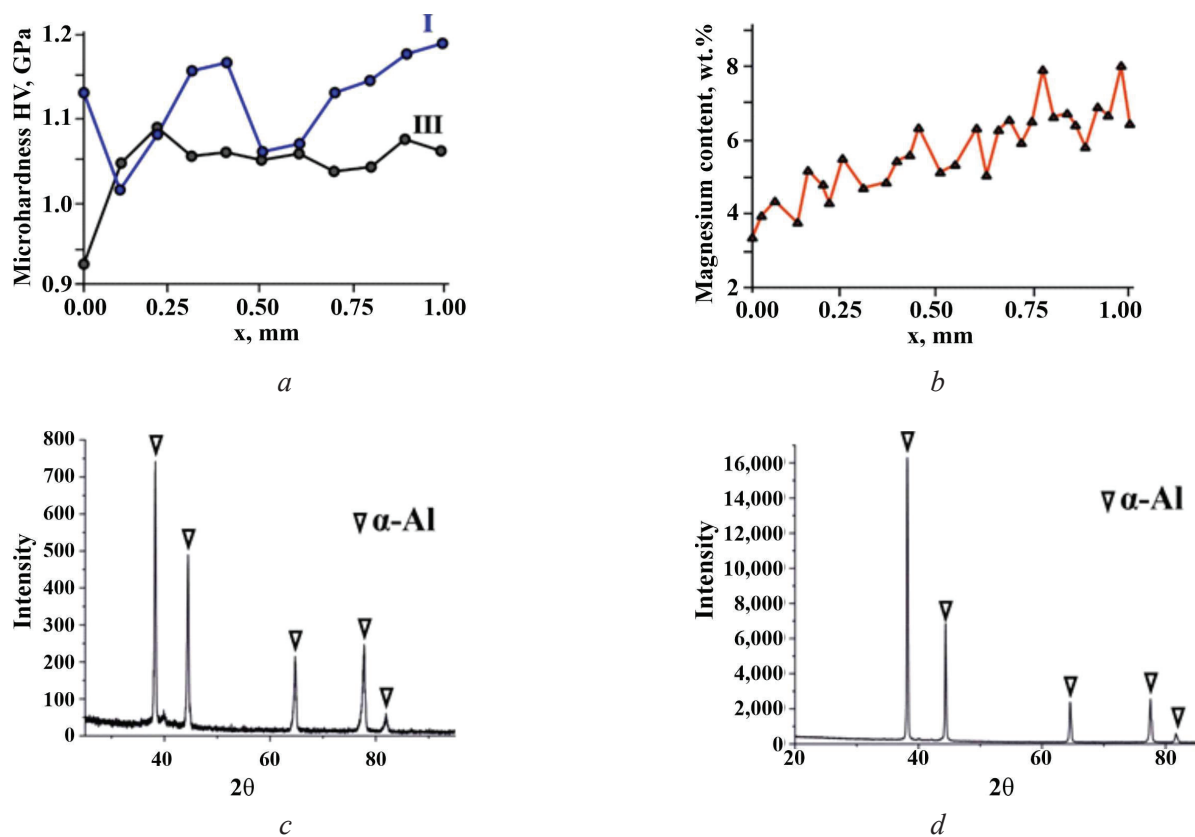 Microhardness HV, GPa
1.2
1.1
1.0
0.9
I
III
0.00 0.25 0.50 0.75 1.00
x, mm
a
Magnesium content, wt.%
8
6
4
2
0.00 0.25 0.50 0.75 1.00
x, mm
b
Intensity
800
700
600
500
400
300
200
100
0
α-Al
40 60 80
2θ
c
Intensity
16,000
14,000
12,000
10,000
8,000
6,000
4,000
2,000
0
α-Al
20 40 60 80
2θ
d